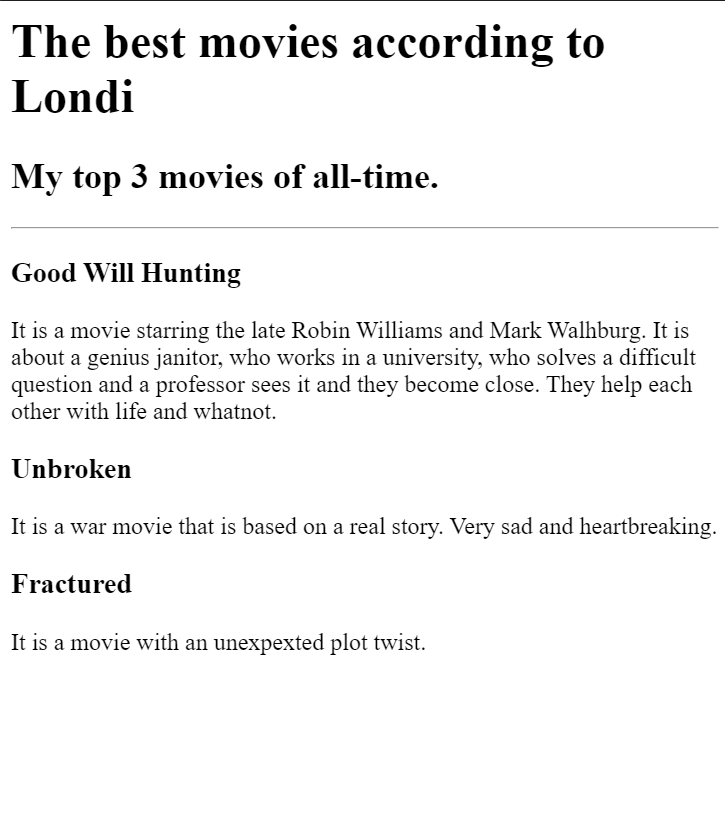 The best movies according to
Londi
My top 3 movies of all-time.
Good Will Hunting
It is a movie starring the late Robin Williams and Mark Walhburg. It is
about a genius janitor, who works in a university, who solves a difficult
question and a professor sees it and they become close. They help each
other with life and whatnot.
Unbroken
It is a war movie that is based on a real story. Very sad and heartbreaking.
Fractured
It is a movie with an unexpexted plot twist.